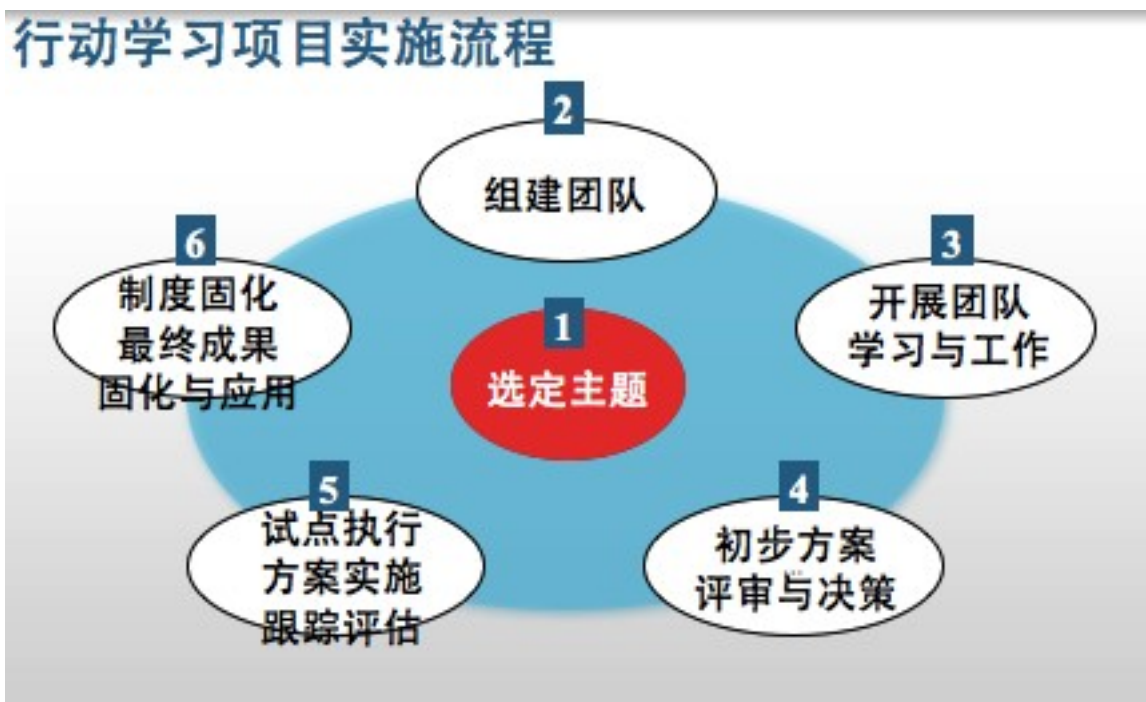 行动学习项目实施流程
1
选定主题
2
组建团队
3
开展团队
学习与工作
4
初步方案
评审与决策
5
试点执行
方案实施
跟踪评估
6
制度固化
最终成果
固化与应用